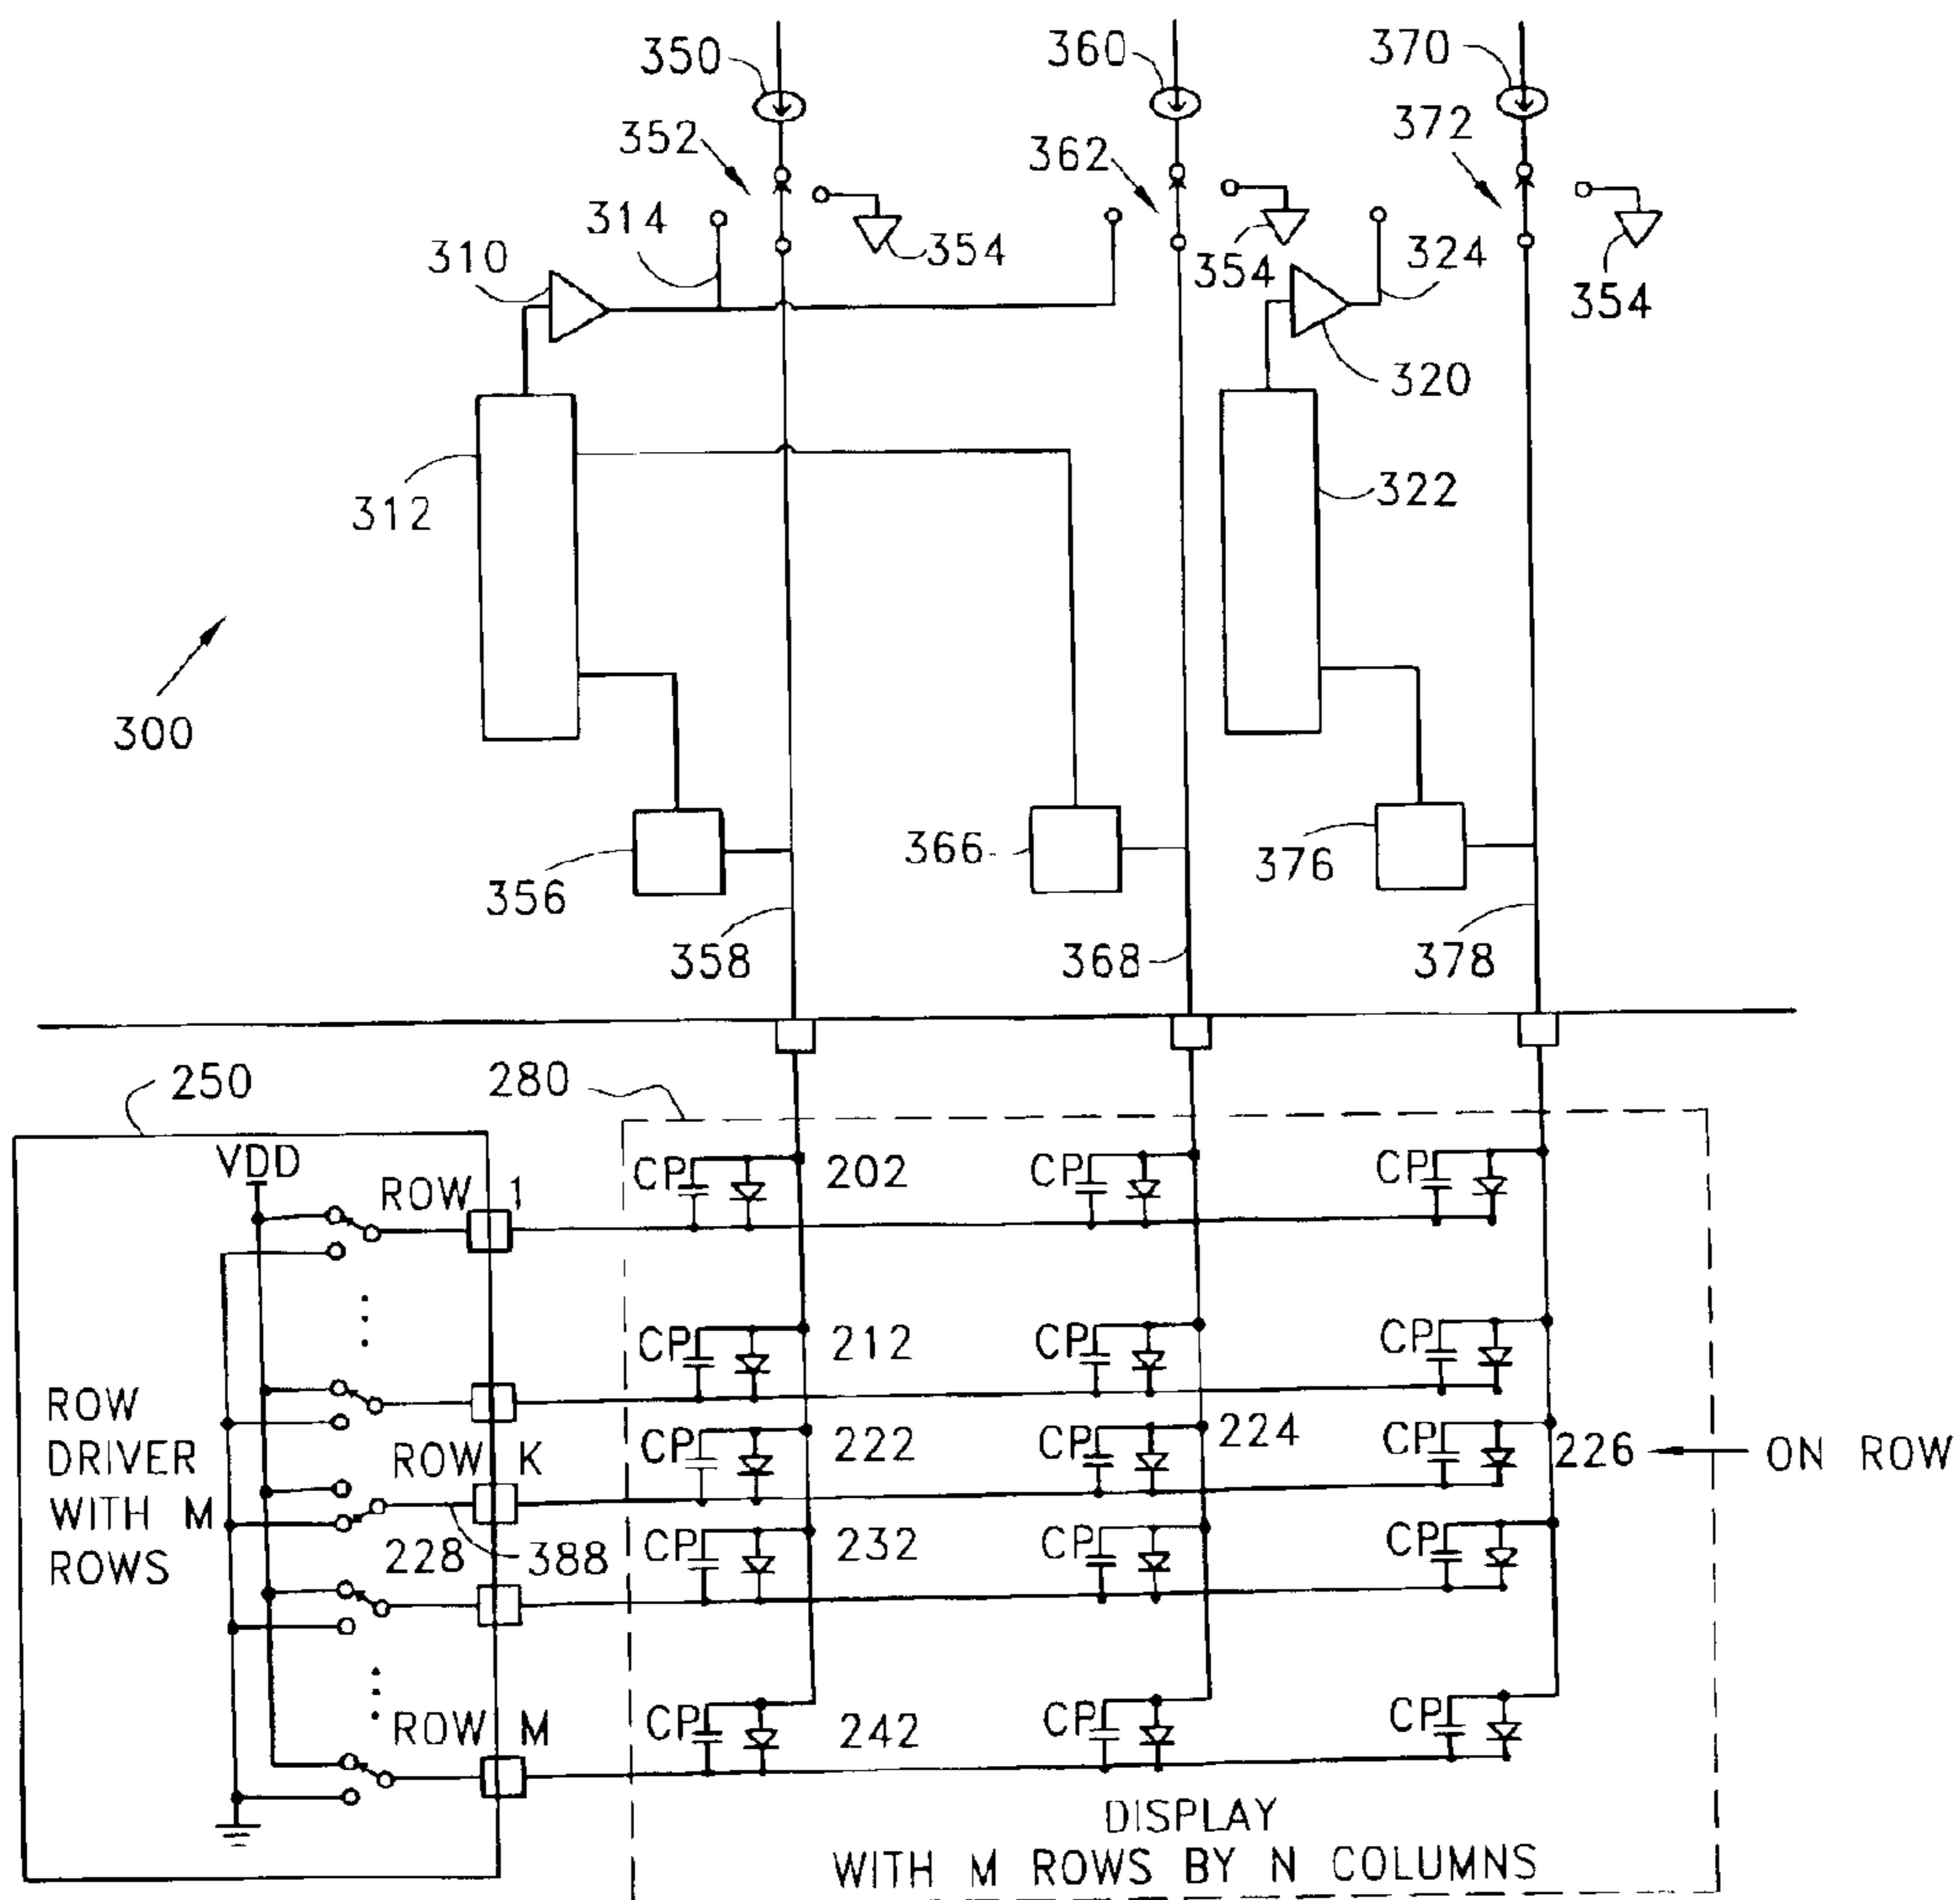 350
360
370
352
362
372
314
310
354
354
324
354
320
312
322
300
356
366
376
358
368
378
250
280
VDD
ROW 1
CP
202
CP
CP
CP
212
CP
CP
ROW
DRIVER
WITH M
ROWS
ROW K
CP
222
CP
224
CP
226
ON ROW
228
388
CP
232
CP
CP
ROW M
CP
242
CP
CP
DISPLAY
WITH M ROWS BY N COLUMNS